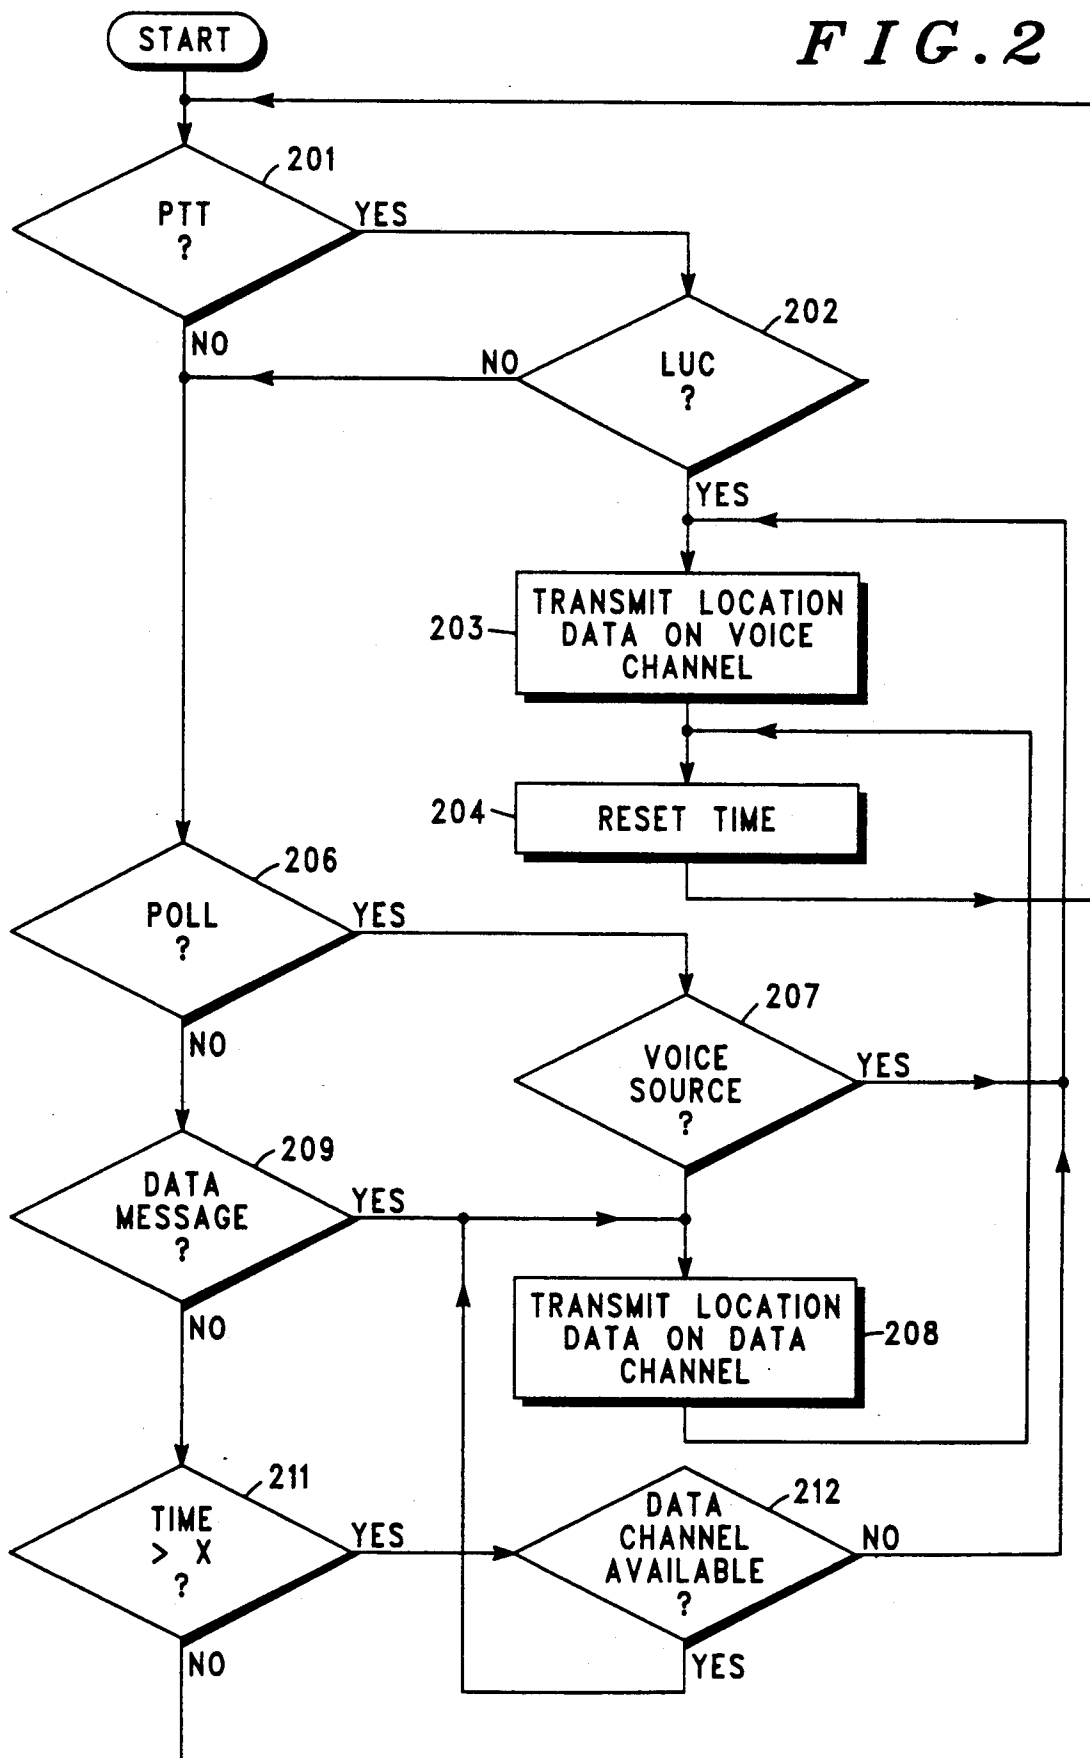 START
FIG.2
201
PTT
?
YES
NO
202
LUC
?
NO
YES
203
TRANSMIT LOCATION
DATA ON VOICE
CHANNEL
204
RESET TIME
206
POLL
?
YES
NO
207
VOICE
SOURCE
?
YES
209
DATA
MESSAGE
?
YES
NO
TRANSMIT LOCATION
DATA ON DATA
CHANNEL
208
211
TIME
> X
?
YES
NO
212
DATA
CHANNEL
AVAILABLE
?
NO
YES